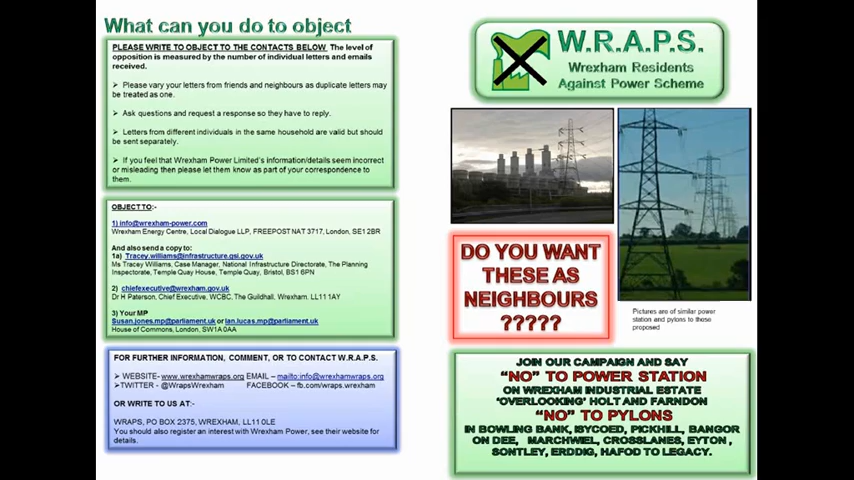 What can you do to object
PLEASE WRITE TO OBJECT TO THE CONTACTS BELOW The level of
opposition is measured by the number of individual letters and emails
received.
➢ Please vary your letters from friends and neighbours as duplicate letters may
be treated as one.
➢ Ask questions and request a response so they have to reply.
➢ Letters from different individuals in the same household are valid but should
be sent separately.
➢ If you feel that Wrexham Power Limited's information/details seem incorrect
or misleading then please let them know as part of your correspondence to
them.
OBJECT TO:-
1) info@wrexham-power.com
Wrexham Energy Centre, Local Dialogue LLP, FREEPOST NAT 3717, London, SE12BR
And also send a copy to:
1a) Tracey.williams@infrastructure.gsi.gov.uk
Ms Tracey Williams, Case Manager, National Infrastructure Directorate, The Planning
Inspectorate, Temple Quay House, Temple Quay, Bristol, BS1 6PN
2) chiefexecutive@wrexham.gov.uk
Dr H Paterson, Chief Executive, WCBC, The Guildhall, Wrexham, LL11 1AY
3) Your MP
Susan.jones.mp@parliament.uk or Ian.lucas.mp@parliament.uk
House of Commons, London, SW1A 0AA
FOR FURTHER INFORMATION, COMMENT, OR TO CONTACT W.R.A.P.S.
➢ WEBSITE- www.wrexhamwraps.org EMAIL – mailto:info@wrexhamwraps.org
➢TWITTER - @WrapsWrexham FACEBOOK – fb.com/wraps.wrexham
OR WRITE TO US AT:-
WRAPS, PO BOX 2375, WREXHAM, LL11 0LE
You should also register an interest with Wrexham Power, see their website for
details.
W.R.A.P.S.
Wrexham Residents
Against Power Scheme
DO YOU WANT
THESE AS
NEIGHBOURS
?????
Pictures are of similar power
station and pylons to those
proposed
JOIN OUR CAMPAIGN AND SAY
“NO” TO POWER STATION
ON WREXHAM INDUSTRIAL ESTATE
‘OVERLOOKING’ HOLT AND FARNDON
“NO” TO PYLONS
IN BOWLING BANK, ISYCOED, PICKHILL, BANGOR
ON DEE, MARCHWIEL, CROSSLANES, EYTON ,
SONTLEY, ERDDIG, HAFOD TO LEGACY.